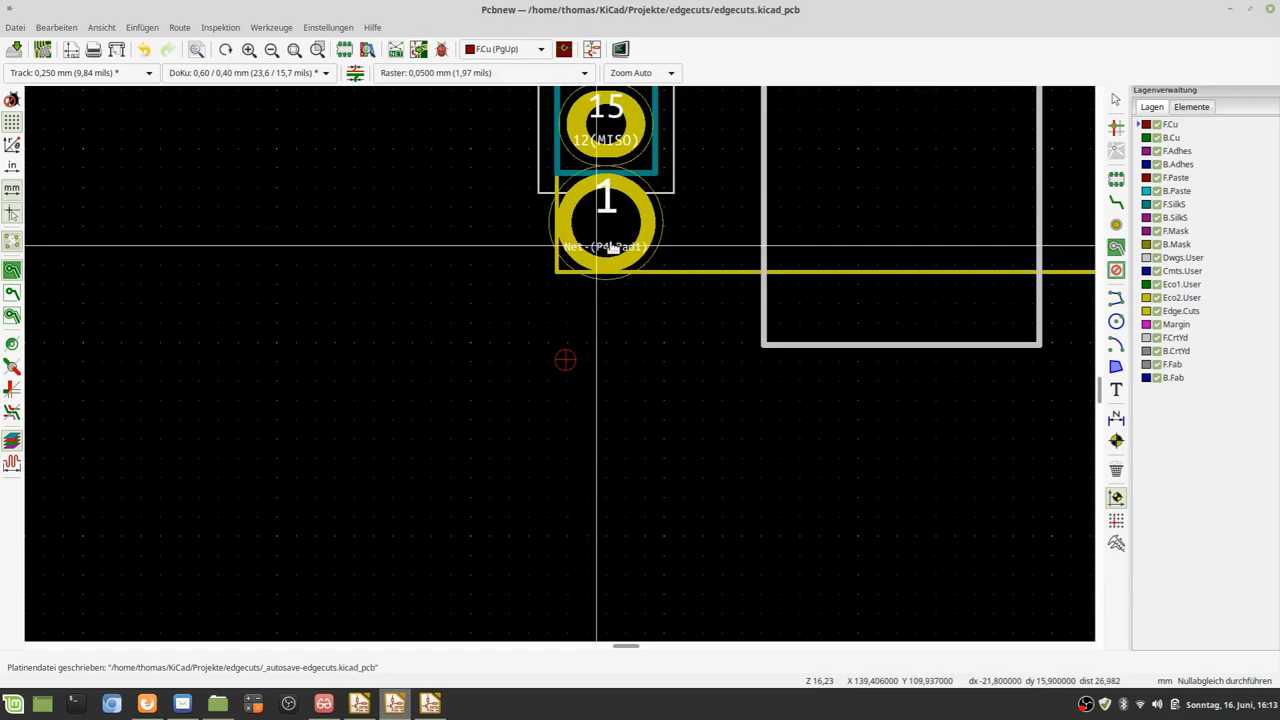 Pcbnew — /home/thomas/KiCad/Projekte/edgecuts/edgecuts.kicad_pcb
Datei Bearbeiten Ansicht Einfügen Route Inspektion Werkzeuge Einstellungen Hilfe
NET F.Cu (PgUp)
Track: 0,250 mm (9,84 mils) * DoKu: 0,60 / 0,40 mm (23,6 / 15,7 mils) * Raster: 0,0500 mm (1,97 mils) Zoom Auto
in
mm
15
12(MISO)
1
Lagenverwaltung
Lagen Elemente
F.Cu
B.Cu
F.Adhes
B.Adhes
F.Paste
B.Paste
F.SilkS
B.SilkS
F.Mask
B.Mask
Dwgs.User
Cmts.User
Eco1.User
Eco2.User
Edge.Cuts
Margin
F.CrtYd
B.CrtYd
F.Fab
B.Fab
T
N
Platinendatei geschrieben: "/home/thomas/KiCad/Projekte/edgecuts/_autosave-edgecuts.kicad_pcb"
Z 16,23 X 139,406000 Y 109,937000 dx -21,800000 dy 15,900000 dist 26,982 mm Nullabgleich durchführen
Sonntag, 16. Juni, 16:13